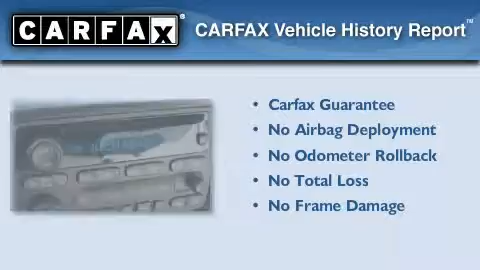 CARFAX® CARFAX Vehicle History Report™
• Carfax Guarantee
• No Airbag Deployment
• No Odometer Rollback
• No Total Loss
• No Frame Damage